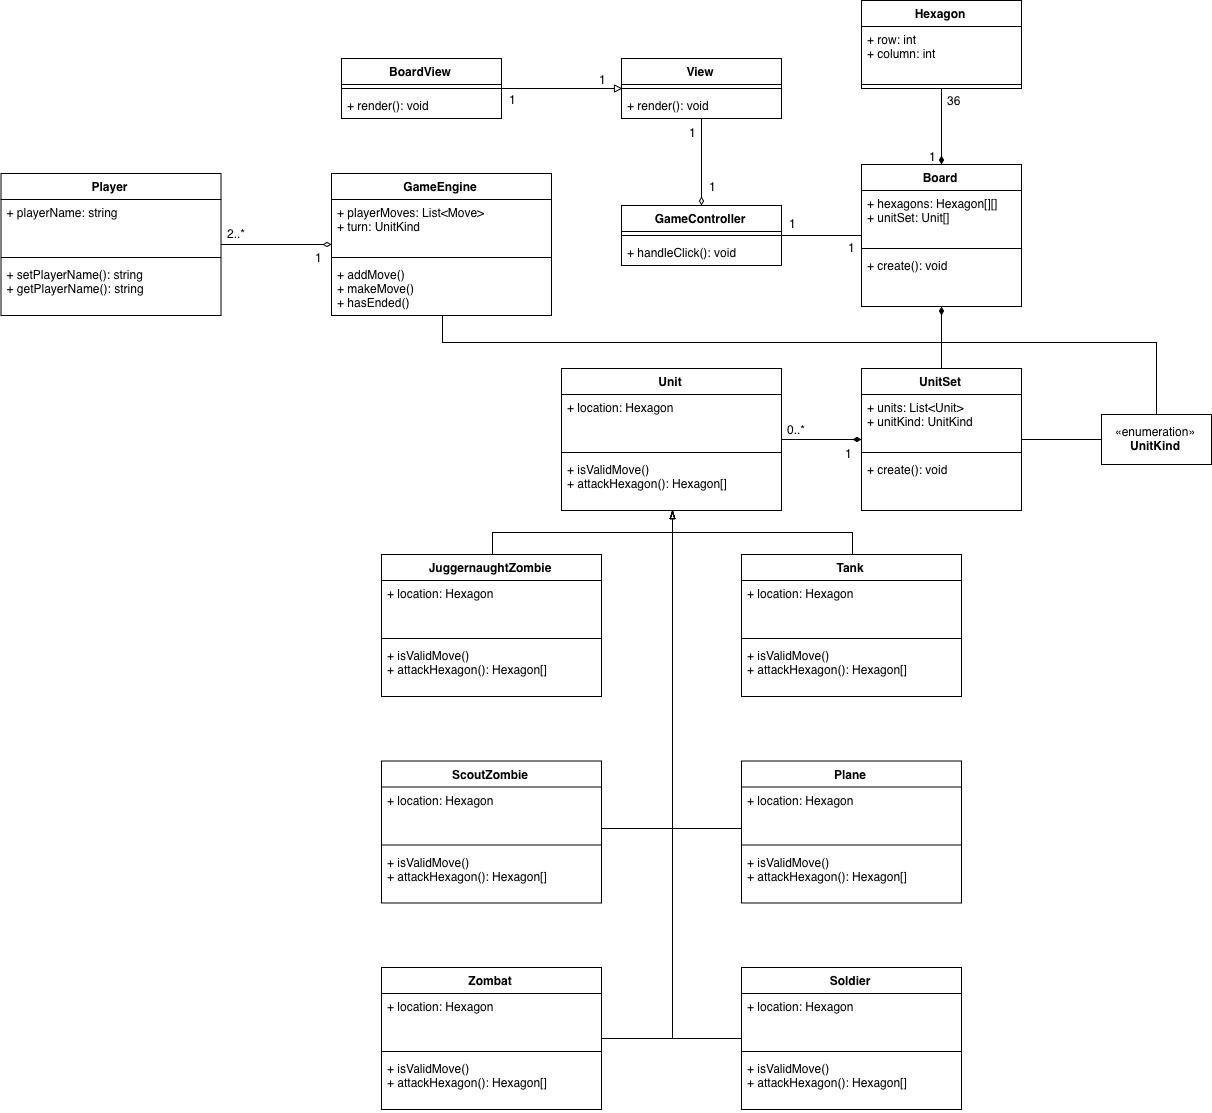 Hexagon
+ row: int
+ column: int
36
1
BoardView
+ render(): void
1
1
View
+ render(): void
1
1
Player
+ playerName: string
+ setPlayerName(): string
+ getPlayerName(): string
2..*
1
GameEngine
+ playerMoves: List<Move>
+ turn: UnitKind
+ addMove()
+ makeMove()
+ hasEnded()
GameController
+ handleClick(): void
1
1
Board
+ hexagons: Hexagon[][]
+ unitSet: Unit[]
+ create(): void
Unit
+ location: Hexagon
+ isValidMove()
+ attackHexagon(): Hexagon[]
0..*
1
UnitSet
+ units: List<Unit>
+ unitKind: UnitKind
+ create(): void
«enumeration»
UnitKind
JuggernaughtZombie
+ location: Hexagon
+ isValidMove()
+ attackHexagon(): Hexagon[]
Tank
+ location: Hexagon
+ isValidMove()
+ attackHexagon(): Hexagon[]
ScoutZombie
+ location: Hexagon
+ isValidMove()
+ attackHexagon(): Hexagon[]
Plane
+ location: Hexagon
+ isValidMove()
+ attackHexagon(): Hexagon[]
Zombat
+ location: Hexagon
+ isValidMove()
+ attackHexagon(): Hexagon[]
Soldier
+ location: Hexagon
+ isValidMove()
+ attackHexagon(): Hexagon[]